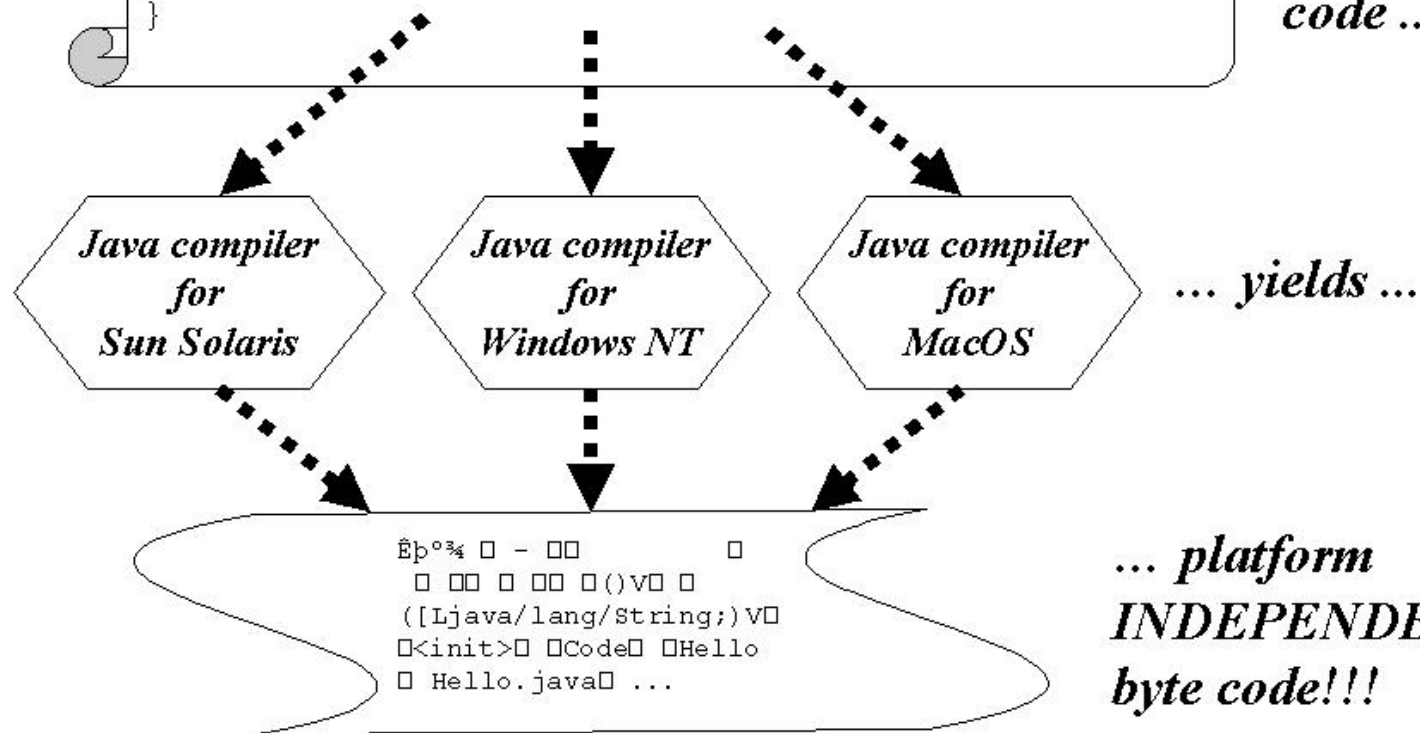 }
code ..
Java compiler
for
Sun Solaris
Java compiler
for
Windows NT
Java compiler
for
MacOS
... yields ...
Êþº¾ □ - □□ □
□ □□ □ □□ □()V□ □
([Ljava/lang/String;)V□
□<init>□ □Code□ □Hello
□ Hello.java□ ...
... platform
INDEPENDE
byte code!!!